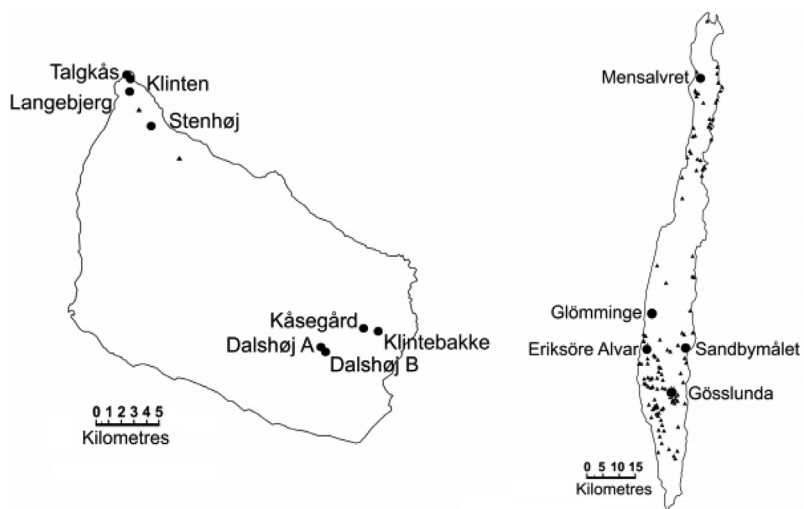 Talgkås
Klinten
Langebjerg
Stenhøj
Kåsegård
Klintebakke
Dalshøj A
Dalshøj B
0 1 2 3 4 5
Kilometres
Mensalvret
Glömminge
Eriksöre Alvar
Sandbymålet
Gösslunda
0 5 10 15
Kilometres